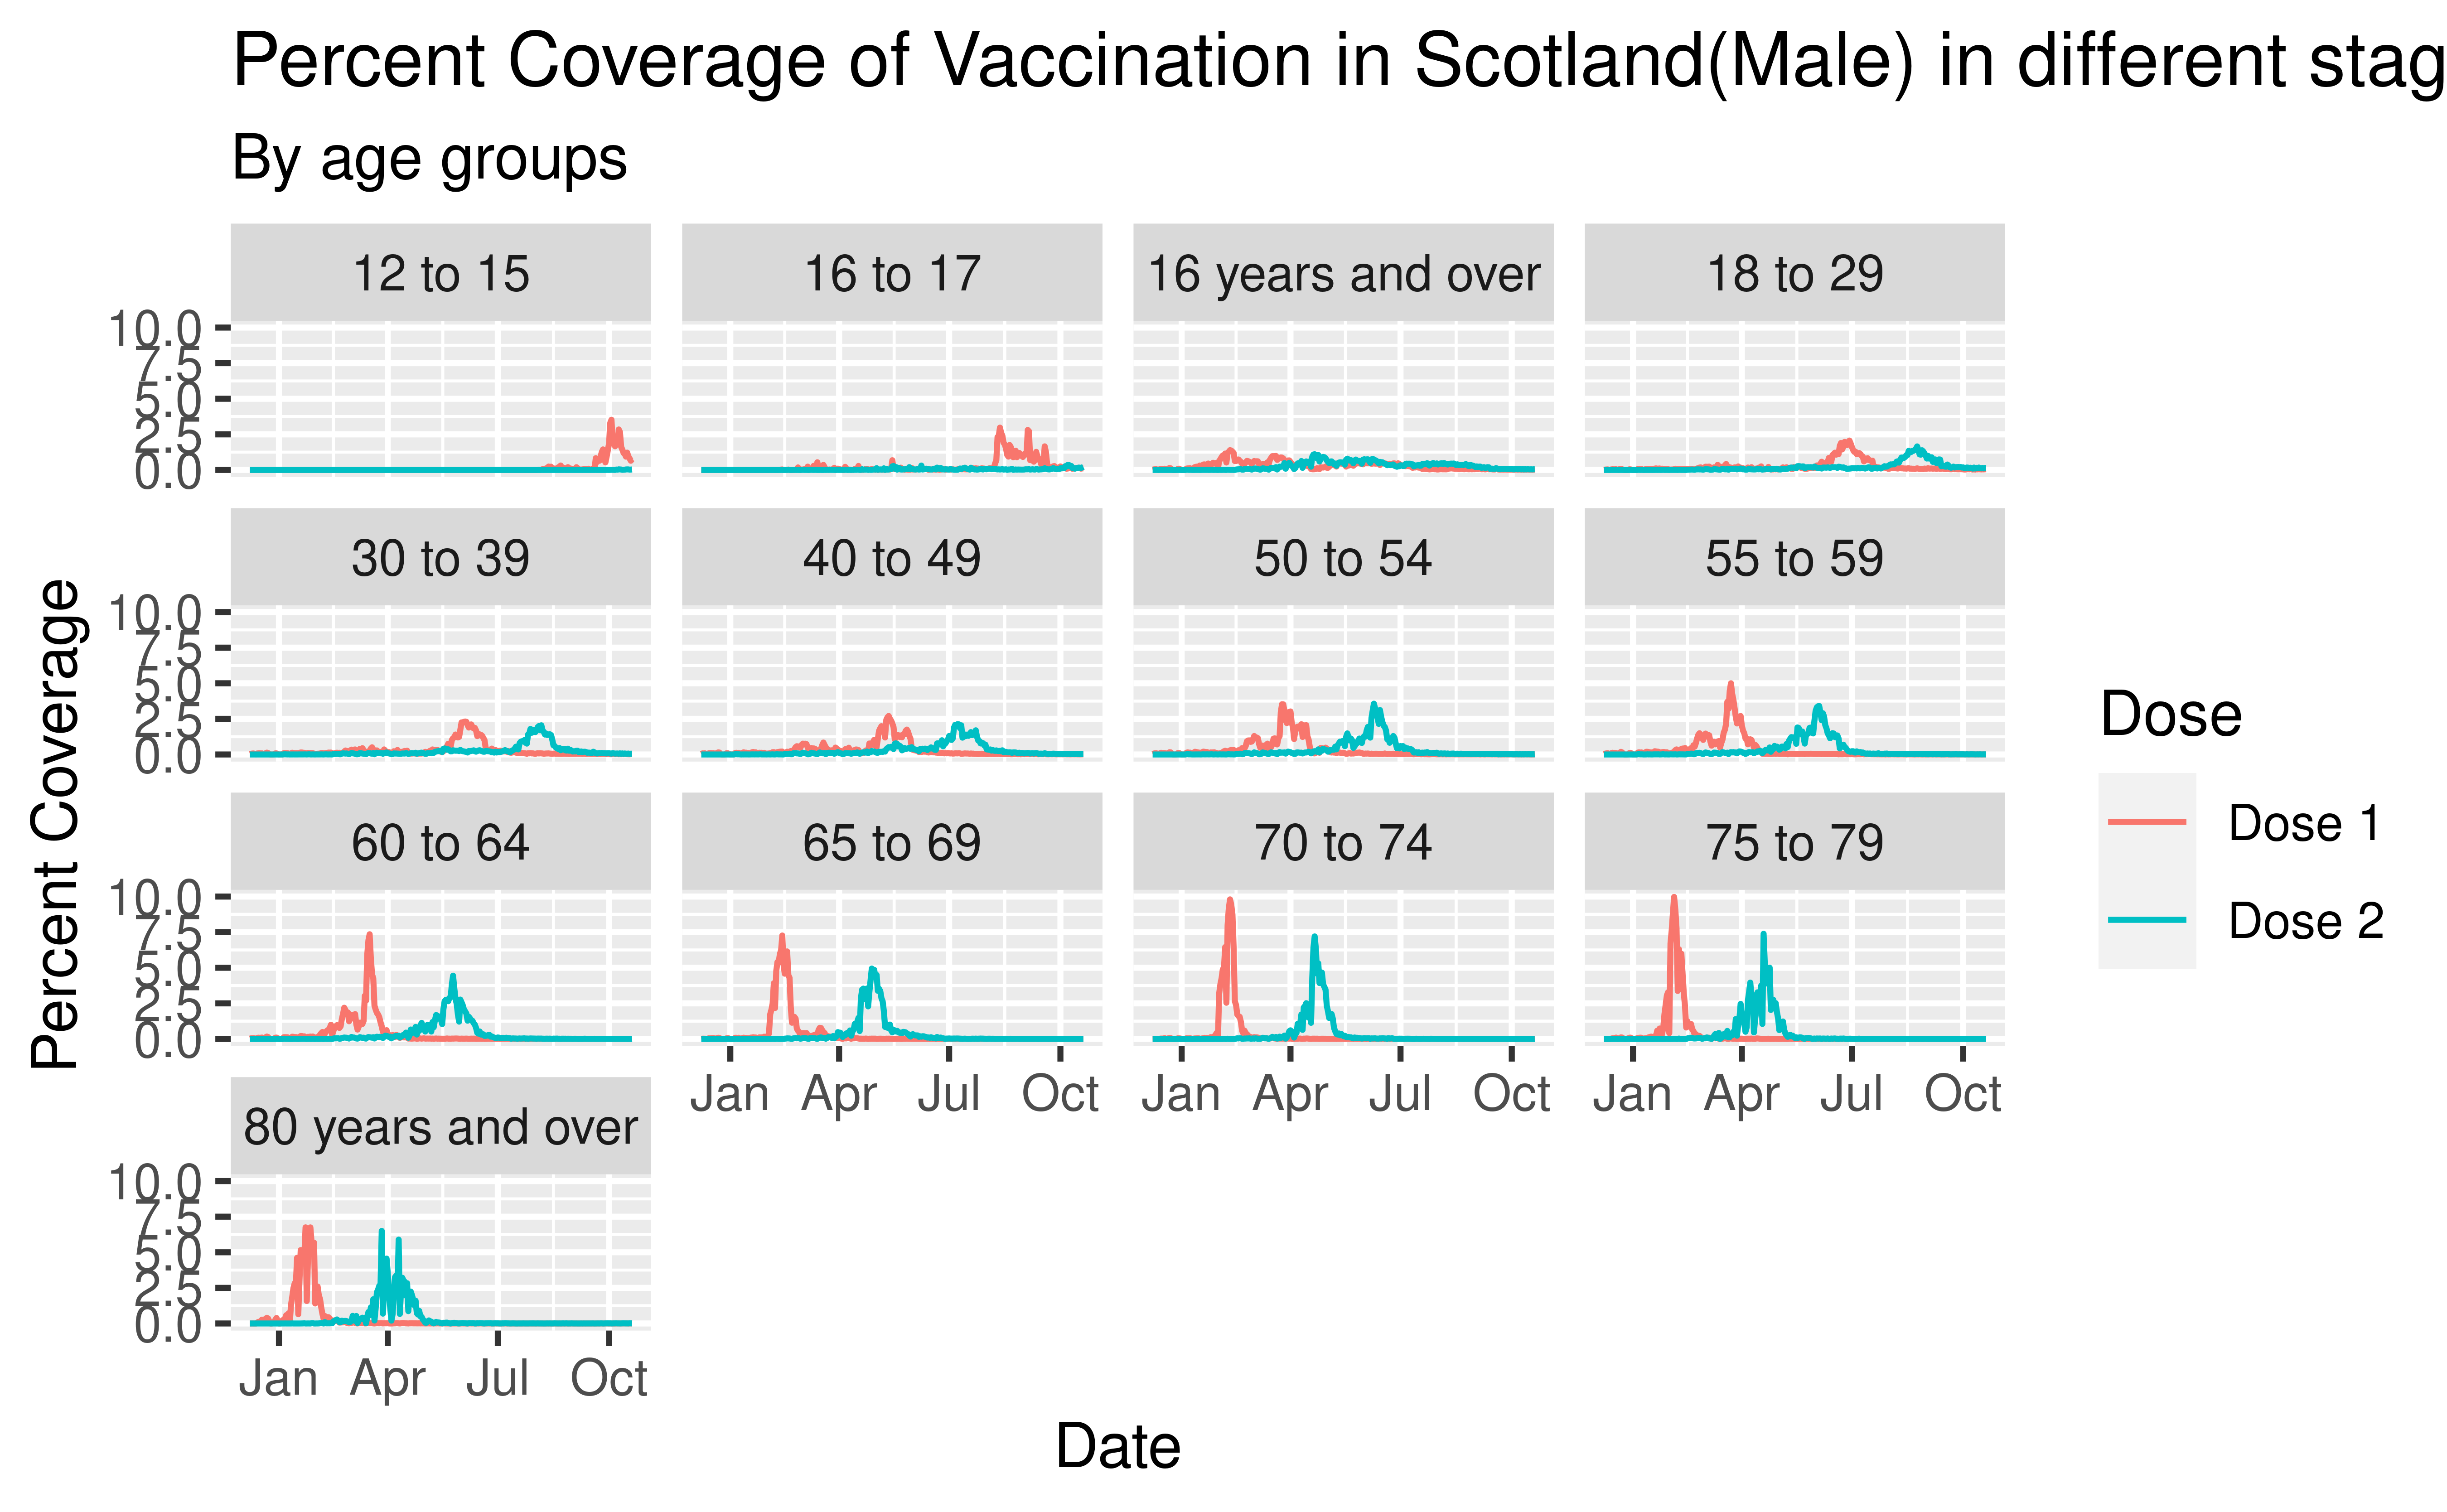 Percent Coverage of Vaccination in Scotland(Male) in different stag
By age groups
12 to 15
16 to 17
16 years and over
18 to 29
10.0
7.5
5.0
2.5
0.0
30 to 39
40 to 49
50 to 54
55 to 59
10.0
7.5
5.0
2.5
0.0
60 to 64
65 to 69
70 to 74
75 to 79
10.0
7.5
5.0
2.5
0.0
Jan Apr Jul Oct
Jan Apr Jul Oct
Jan Apr Jul Oct
80 years and over
10.0
7.5
5.0
2.5
0.0
Jan Apr Jul Oct
Percent Coverage
Date
Dose
Dose 1
Dose 2